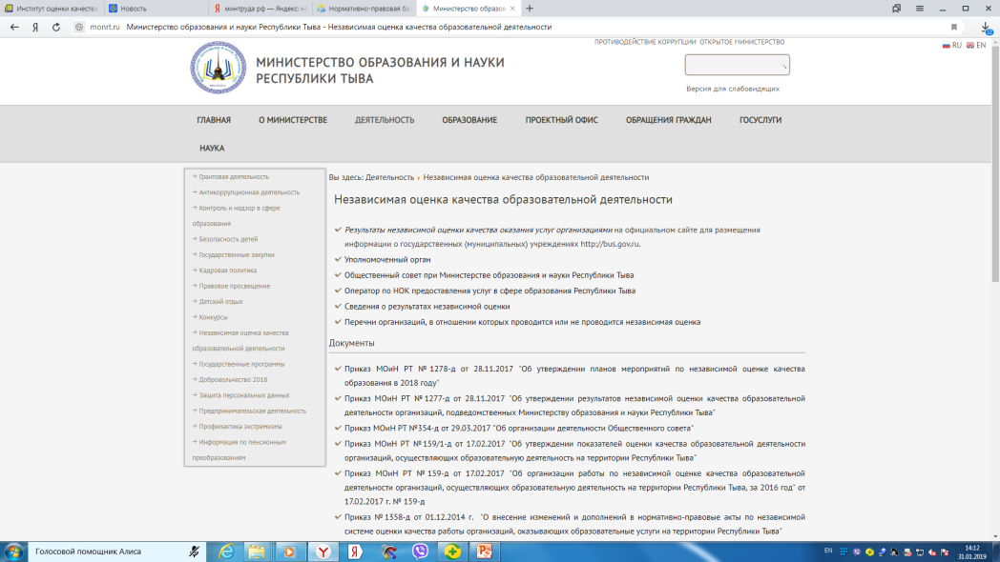 Институт оценки качества
Новость
минтруда рф — Яндекс: на
Нормативно-правовая ба
Министерство образов
monrt.ru Министерство образования и науки Республики Тыва - Независимая оценка качества образовательной деятельности
МИНИСТЕРСТВО ОБРАЗОВАНИЯ И НАУКИ
РЕСПУБЛИКИ ТЫВА
ПРОТИВОДЕЙСТВИЕ КОРРУПЦИИ ОТКРЫТОЕ МИНИСТЕРСТВО
RU EN
Версия для слабовидящих
ГЛАВНАЯ О МИНИСТЕРСТВЕ ДЕЯТЕЛЬНОСТЬ ОБРАЗОВАНИЕ ПРОЕКТНЫЙ ОФИС ОБРАЩЕНИЯ ГРАЖДАН ГОСУСЛУГИ
НАУКА
Грантовая деятельность
Антикоррупционная деятельность
Контроль и надзор в сфере
образования
Безопасность детей
Государственные закупки
Кадровая политика
Правовое просвещение
Детский отдых
Конкурсы
Независимая оценка качества
образовательной деятельности
Государственные программы
Добровольчество 2018
Защита персональных данных
Предпринимательская деятельность
Профилактика экстремизма
Информация по пенсионным
преобразованиям
Вы здесь: Деятельность Независимая оценка качества образовательной деятельности
Независимая оценка качества образовательной деятельности
Результаты независимой оценки качества оказания услуг организациями на официальном сайте для размещения
информации о государственных (муниципальных) учреждениях http://bus.gov.ru.
Уполномоченный орган
Общественный совет при Министерстве образования и науки Республики Тыва
Оператор по НОК предоставления услуг в сфере образования Республики Тыва
Сведения о результатах независимой оценки
Перечни организаций, в отношении которых проводится или не проводится независимая оценка
Документы
Приказ МОиН РТ №1278-д от 28.11.2017 "Об утверждении планов мероприятий по независимой оценке качества
образования в 2018 году"
Приказ МОиН РТ №1277-д от 28.11.2017 "Об утверждении результатов независимой оценки качества образовательной
деятельности организаций, подведомственных Министерству образования и науки Республики Тыва"
Приказ МОиН РТ №354-д от 29.03.2017 "Об организации деятельности Общественного совета"
Приказ МОиН РТ №159/1-д от 17.02.2017 "Об утверждении показателей оценки качества образовательной деятельности
организаций, осуществляющих образовательную деятельность на территории Республики Тыва"
Приказ МОиН РТ №159-д от 17.02.2017 "Об организации работы по независимой оценке качества образовательной
деятельности организаций, осуществляющих образовательную деятельность на территории Республики Тыва, за 2016 год" от
17.02.2017 г. № 159-д
Приказ №1358-д от 01.12.2014 г. "О внесение изменений и дополнений в нормативно-правовые акты по независимой
системе оценки качества работы организаций, оказывающих образовательные услуги на территории Республики Тыва"
Голосовой помощник Алиса
EN
14:12
31.01.2019